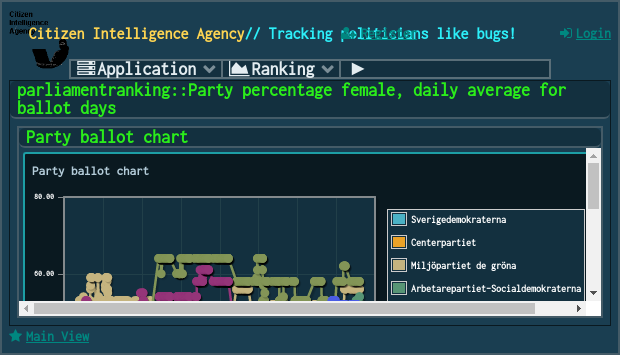 Citizen
Intelligence
Agency
Citizen Intelligence Agency// Tracking politicians like bugs!
Login
Application
Ranking
parliamentranking::Party percentage female, daily average for
ballot days
Party ballot chart
Party ballot chart
80.00
60.00
Sverigedemokraterna
Centerpartiet
Miljöpartiet de gröna
Arbetarepartiet-Socialdemokraterna
Main View